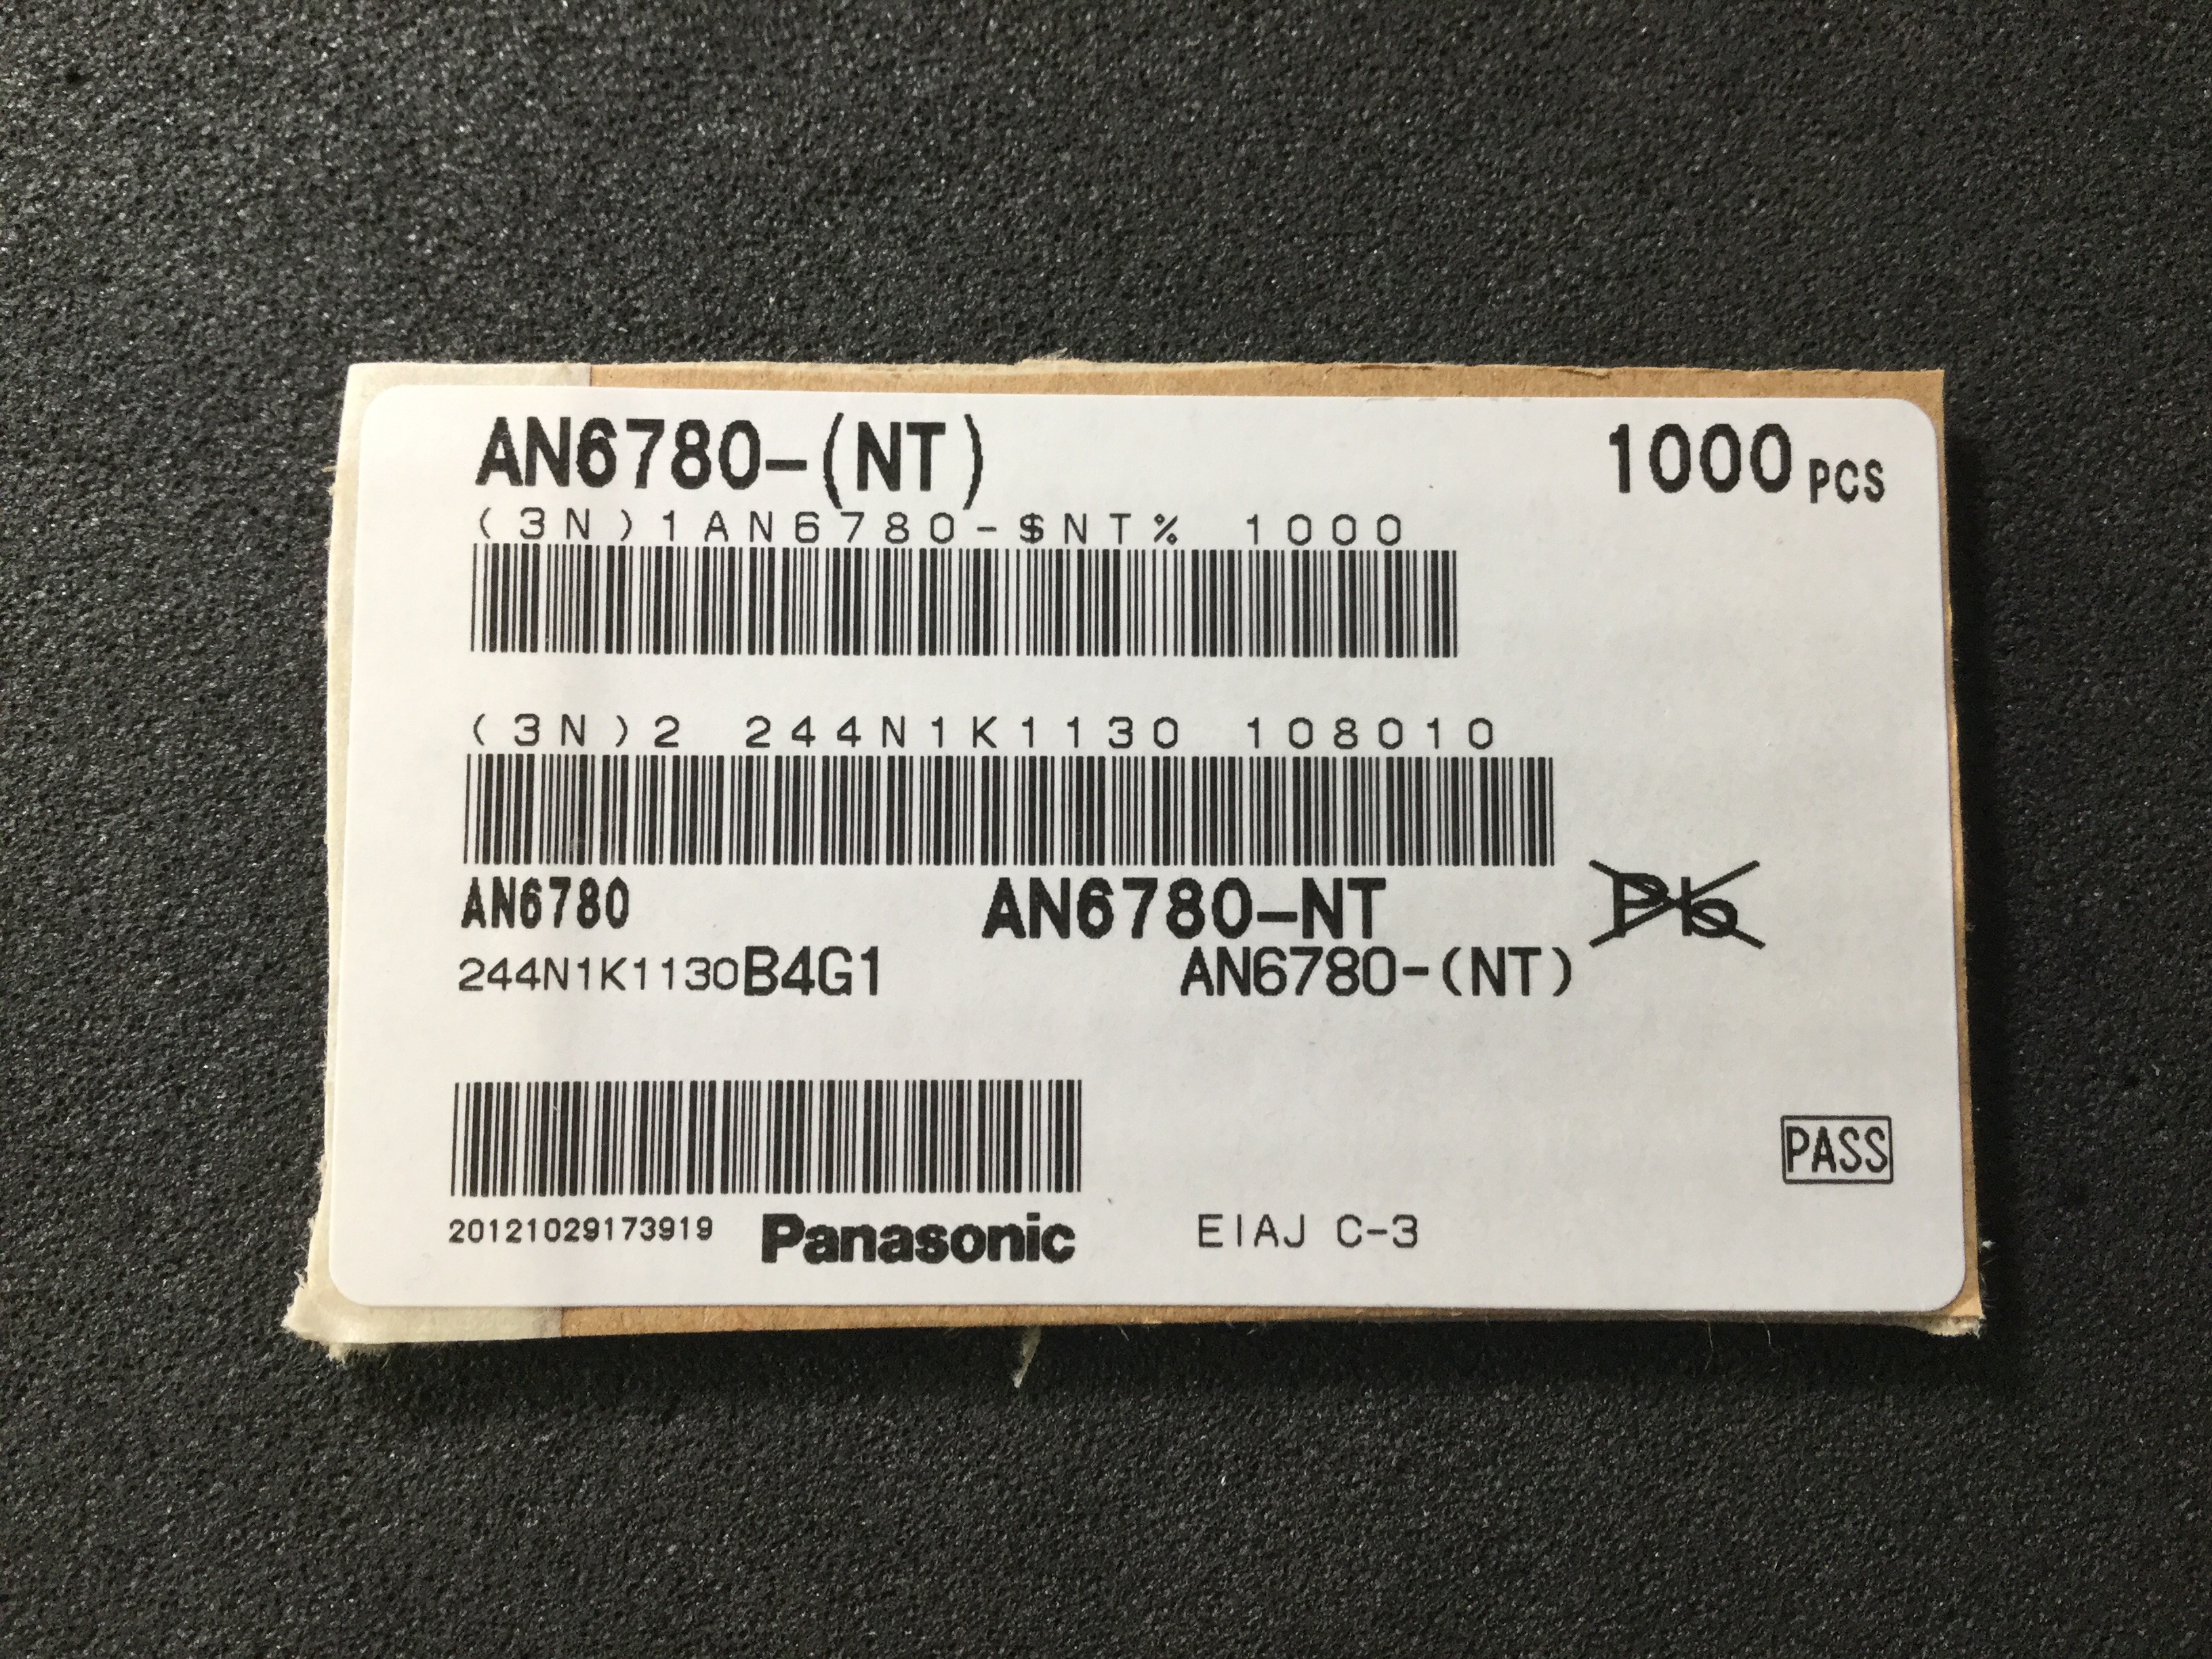 AN6780-(NT) 1000 PCS
(3N)1AN6780-$NT% 1000
(3N)2 244N1K1130 108010
AN6780 AN6780-NT Pb
244N1K1130B4G1 AN6780-(NT)
PASS
20121029173919 Panasonic EIAJ C-3